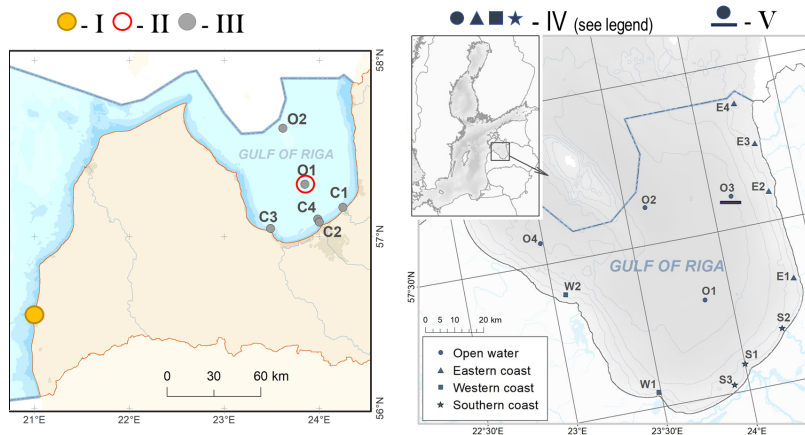 - I - II - III
- IV (see legend) - V
58°N
O2
GULF OF RIGA
O1
C1
C4
C3
C2
57°N
0 30 60 km
56°N
21°E 22°E 23°E 24°E
E4
E3
O3
E2
O2
O4
GULF OF RIGA
E1
W2
O1
57°30'N
S2
0 5 10 20 km
S1
Open water
Eastern coast
Western coast
Southern coast
W1
S3
22°30'E 23°E 23°30'E 24°E